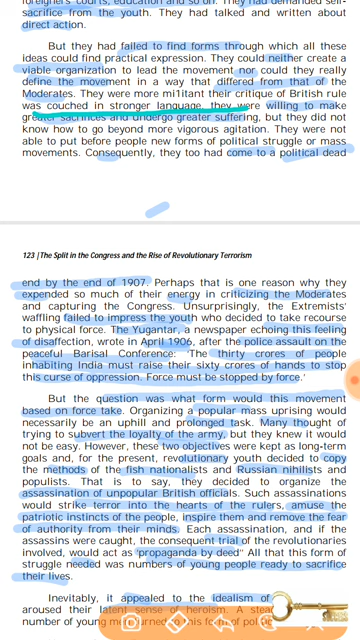 foreigners' courts, education and so on. They had demanded self-
sacrifice from the youth. They had talked and written about
direct action.
But they had failed to find forms through which all these
ideas could find practical expression. They could neither create a
viable organization to lead the movement nor could they really
define the movement in a way that differed from that of the
Moderates. They were more mi1itant their critique of British rule
was couched in stronger language, they were willing to make
greater sacrifices and undergo greater suffering, but they did not
know how to go beyond more vigorous agitation. They were not
able to put before people new forms of political struggle or mass
movements. Consequently, they too had come to a political dead
123 | The Split in the Congress and the Rise of Revolutionary Terrorism
end by the end of 1907. Perhaps that is one reason why they
expended so much of their energy in criticizing the Moderates
and capturing the Congress. Unsurprisingly, the Extremists'
waffling failed to impress the youth who decided to take recourse
to physical force. The Yugantar, a newspaper echoing this feeling
of disaffection, wrote in April 1906, after the police assault on the
peaceful Barisal Conference: 'The thirty crores of people
inhabiting India must raise their sixty crores of hands to stop
this curse of oppression. Force must be stopped by force.'
But the question was what form would this movement
based on force take. Organizing a popular mass uprising would
necessarily be an uphill and prolonged task. Many thought of
trying to subvert the loyalty of the army, but they knew it would
not be easy. However, these two objectives were kept as long-term
goals and, for the present, revolutionary youth decided to copy
the methods of the fish nationalists and Russian nihilists and
populists. That is to say, they decided to organize the
assassination of unpopular British officials. Such assassinations
would strike terror into the hearts of the rulers, amuse the
patriotic instincts of the people, inspire them and remove the fear
of authority from their minds. Each assassination, and if the
assassins were caught, the consequent trial of the revolutionaries
involved, would act as 'propaganda by deed" All that this form of
struggle needed was numbers of young people ready to sacrifice
their lives.
Inevitably, it appealed to the idealism of
aroused their latent sense of heroism. A
number of young